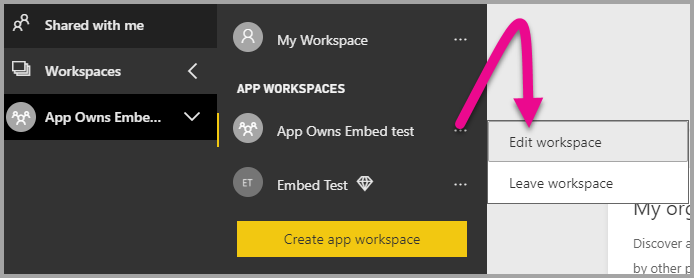 Shared with me
Workspaces
App Owns Embe...
My Workspace
APP WORKSPACES
App Owns Embed test
ET
Embed Test
Create app workspace
Edit workspace
Leave workspace
My org
Discover a
by other p